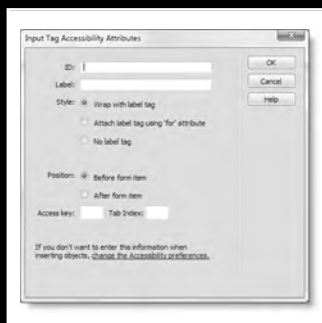 Input Tag Accessibility Attributes
ID:
OK
Label:
Cancel
Style: Wrap with label tag
Help
Attach label tag using 'for' attribute
No label tag
Position: Before form item
After form item
Access key: Tab Index:
If you don't want to enter this information when
inserting objects, change the Accessibility preferences.